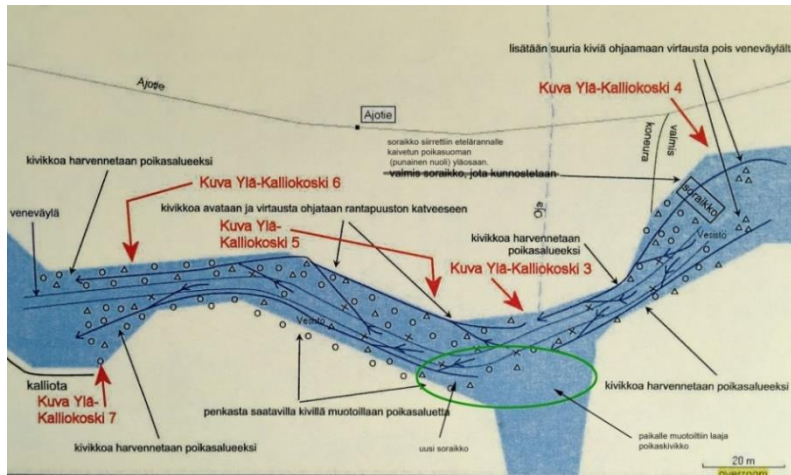 lisätään suuria kiviä ohjaamaan virtausta pois veneväylält
Kuva Ylä-Kalliokoski 4
Ajotie
Ajotie
soraikko siirrettiin etelärannalle
kaivetun poikasuoman
(punainen nuoli) yläosaan.
valmis soraikko, jota kunnostetaan
valmis
koneura
kivikkoa harvennetaan poikasalueeksi
Kuva Ylä-Kalliokoski 6
soraikko
veneväylä
kivikkoa avataan ja virtausta ohjataan rantapuuston katveeseen
Oja
Kuva Ylä-
Kalliokoski 5
Vesistö
kivikkoa harvennetaan
poikasalueeksi
Kuva Ylä-Kalliokoski 3
Vesistö
kalliota
Kuva Ylä-
Kalliokoski 7
kivikkoa harvennetaan poikasalueeksi
penkasta saatavilla kivillä muotoillaan poikasaluetta
kivikkoa harvennetaan poikasalueeksi
uusi soraikko
paikalle muotoiltiin laaja
poikaskivikko
20 m